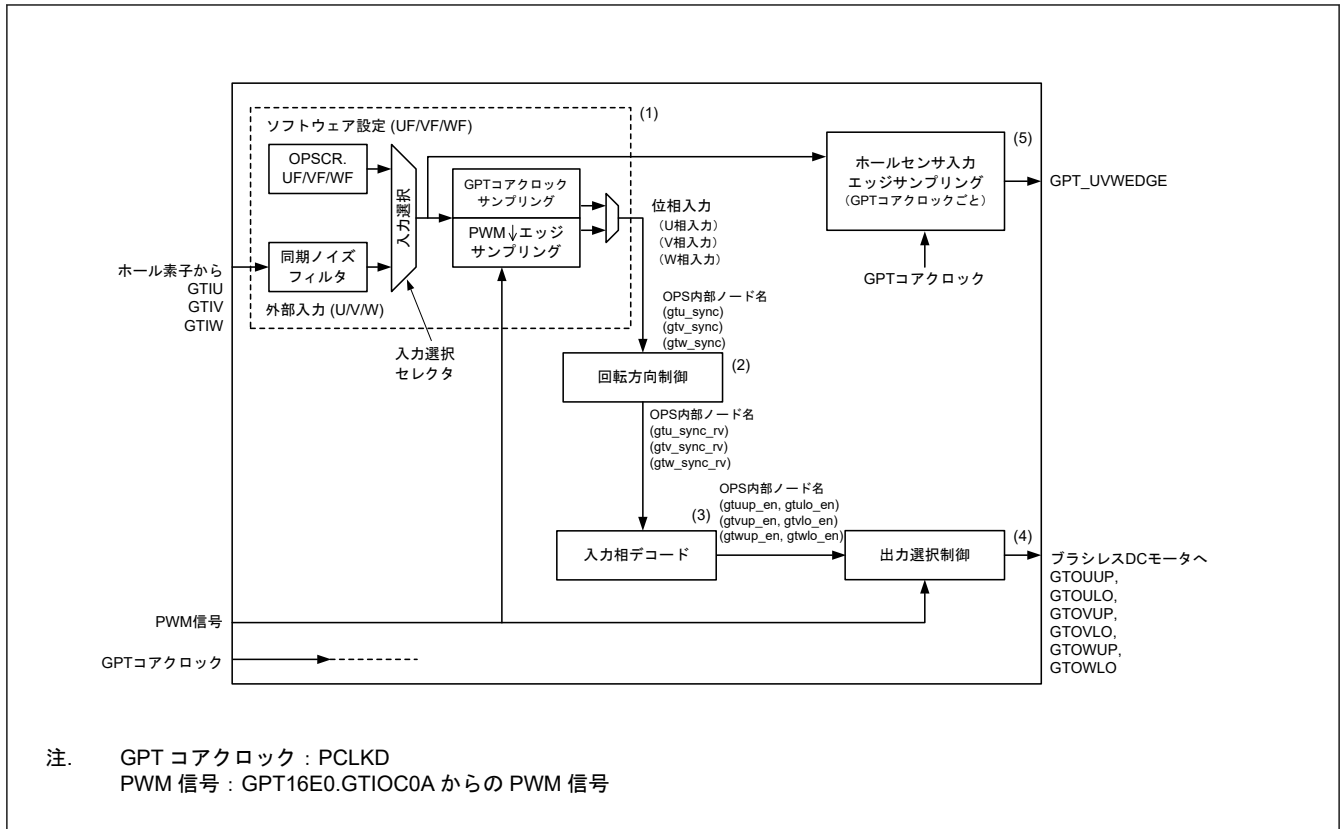 (1)
ソフトウェア設定 (UF/VF/WF)
OPSCR.
UF/VF/WF
入力選択
GPTコアクロック
サンプリング
PWM↓エッジ
サンプリング
同期ノイズ
フィルタ
外部入力 (U/V/W)
ホール素子から
GTIU
GTIV
GTIW
入力選択
セレクタ
位相入力
(U相入力)
(V相入力)
(W相入力)
(5)
ホールセンサ入力
エッジサンプリング
(GPTコアクロックごと)
GPT_UVWEDGE
GPTコアクロック
OPS内部ノード名
(gtu_sync)
(gtv_sync)
(gtw_sync)
(2)
回転方向制御
OPS内部ノード名
(gtu_sync_rv)
(gtv_sync_rv)
(gtw_sync_rv)
OPS内部ノード名
(gtuup_en, gtulo_en)
(gtvup_en, gtvlo_en)
(gtwup_en, gtwlo_en)
(3)
入力相デコード
(4)
出力選択制御
ブラシレスDCモータへ
GTOUUP,
GTOULO,
GTOVUP,
GTOVLO,
GTOWUP,
GTOWLO
PWM信号
GPTコアクロック
注. GPT コアクロック：PCLKD
PWM 信号：GPT16E0.GTIOC0A からの PWM 信号